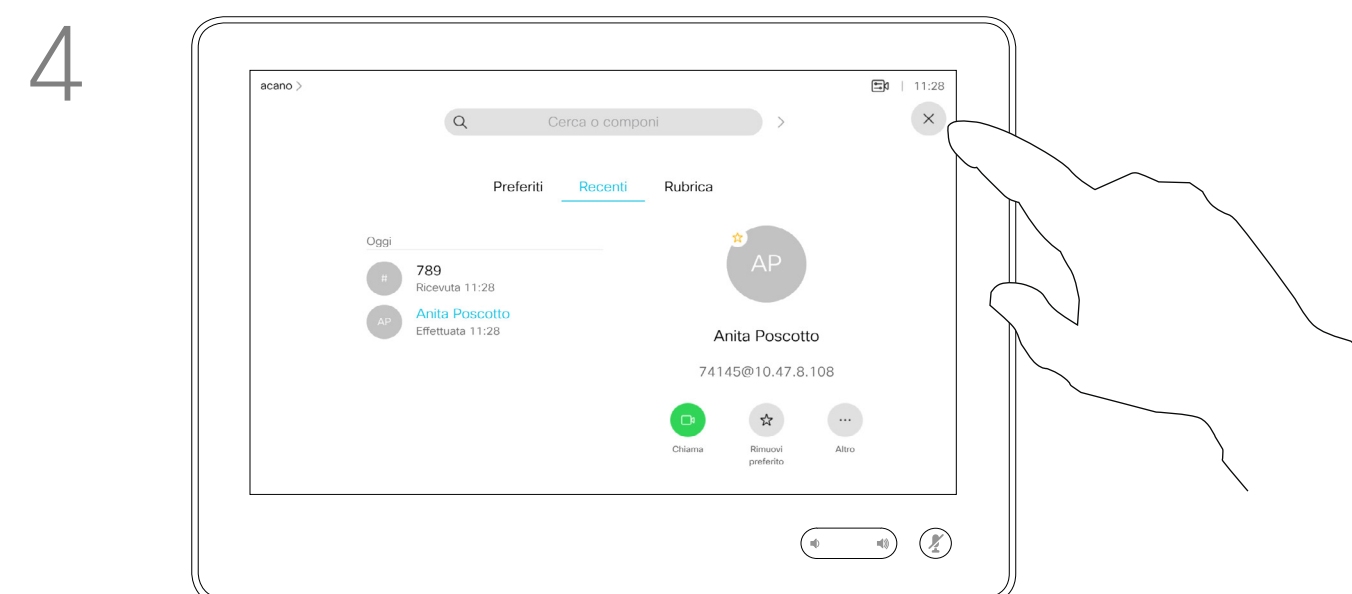 4
acano >
11:28
Cerca o componi
Preferiti Recenti Rubrica
Oggi
#
789
Ricevuta 11:28
AP
Anita Poscotto
Effettuata 11:28
AP
Anita Poscotto
74145@10.47.8.108
Chiama
Rimuovi
preferito
Altro